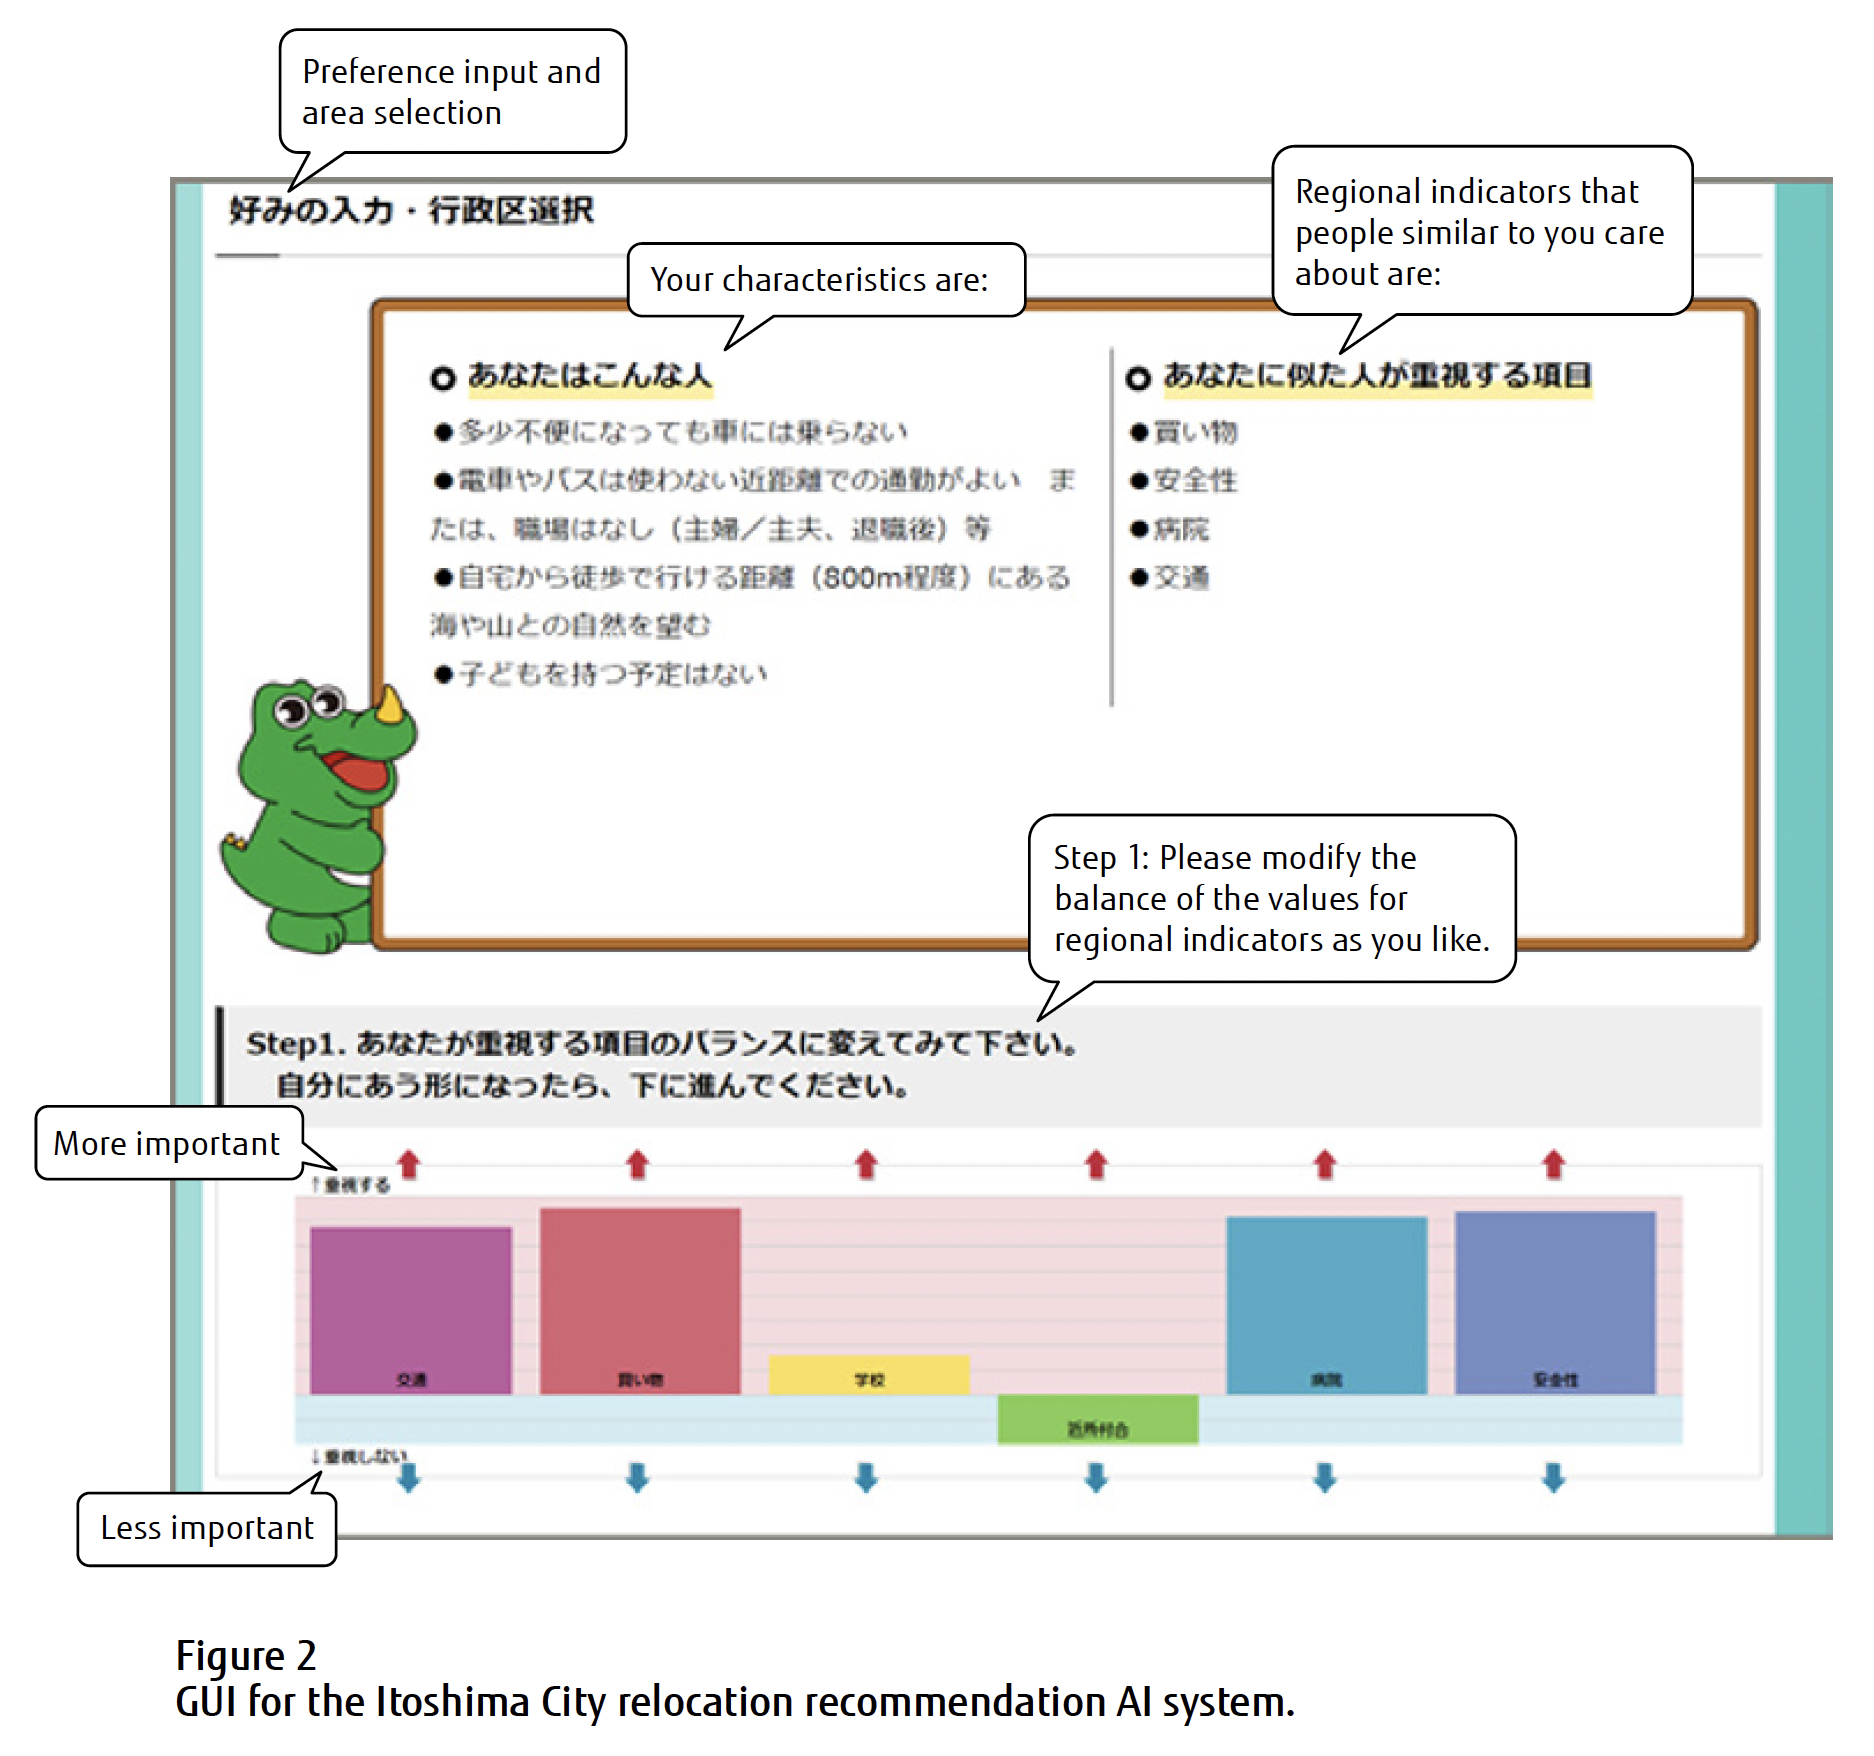 Preference input and
area selection
好みの入力・行政区選択
Regional indicators that
people similar to you care
about are:
Your characteristics are:
あなたはこんな人
●多少不便になっても車には乗らない
●電車やバスは使わない近距離での通勤がよい　ま
たは、職場はなし（主婦／主夫、退職後）等
●自宅から徒歩で行ける距離（800m程度）にある
海や山との自然を望む
●子どもを持つ予定はない
あなたに似た人が重視する項目
●買い物
●安全性
●病院
●交通
Step 1: Please modify the
balance of the values for
regional indicators as you like.
Step1. あなたが重視する項目のバランスに変えてみて下さい。
自分にあう形になったら、下に進んでください。
More important
↑重視する
交通
買い物
学校
近所付合
病院
安全性
↓重視しない
Less important
Figure 2
GUI for the Itoshima City relocation recommendation AI system.